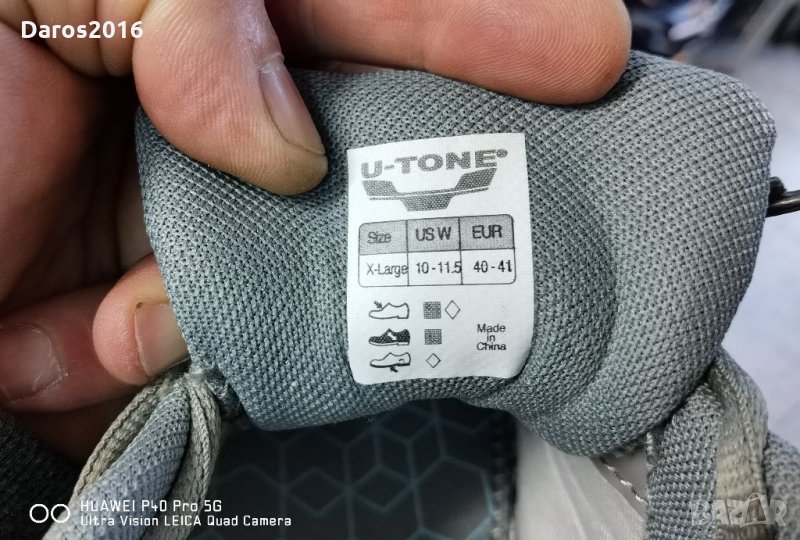 Daros2016
U-TONE®
Size US W EUR
X-Large 10-11.5 40-41
Made
in
China
HUAWEI P40 Pro 5G
Ultra Vision LEICA Quad Camera
BAZAR